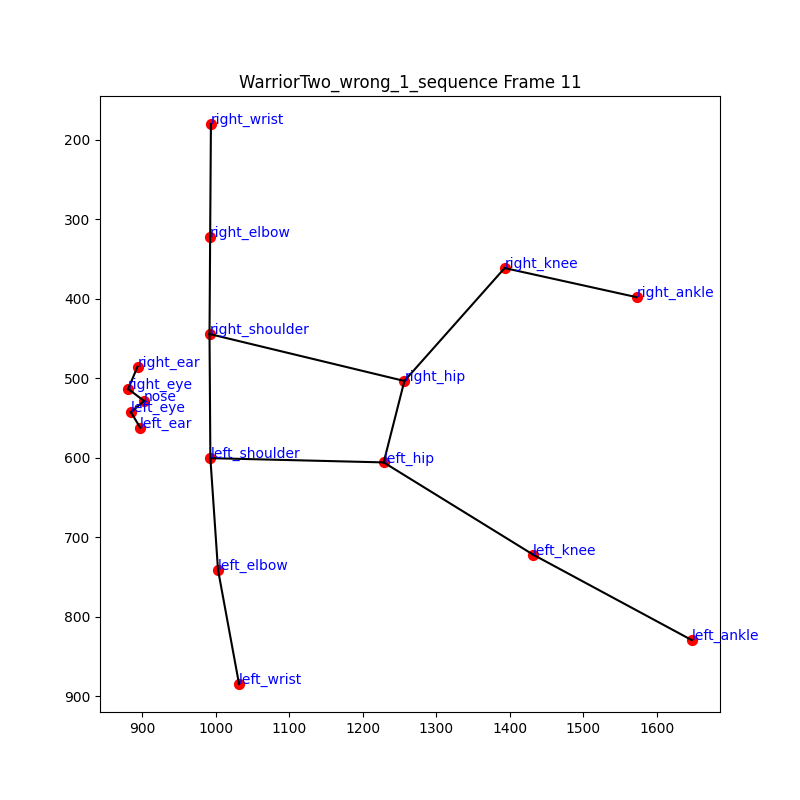 WarriorTwo_wrong_1_sequence Frame 11
right_wrist
200
right_elbow
300
right_knee
right_ankle
400
right_shoulder
right_ear
right_hip
right_eye
500
nose
left_eye
left_ear
left_shoulder
left_hip
600
left_knee
700
left_elbow
800
left_ankle
left_wrist
900
900 1000 1100 1200 1300 1400 1500 1600